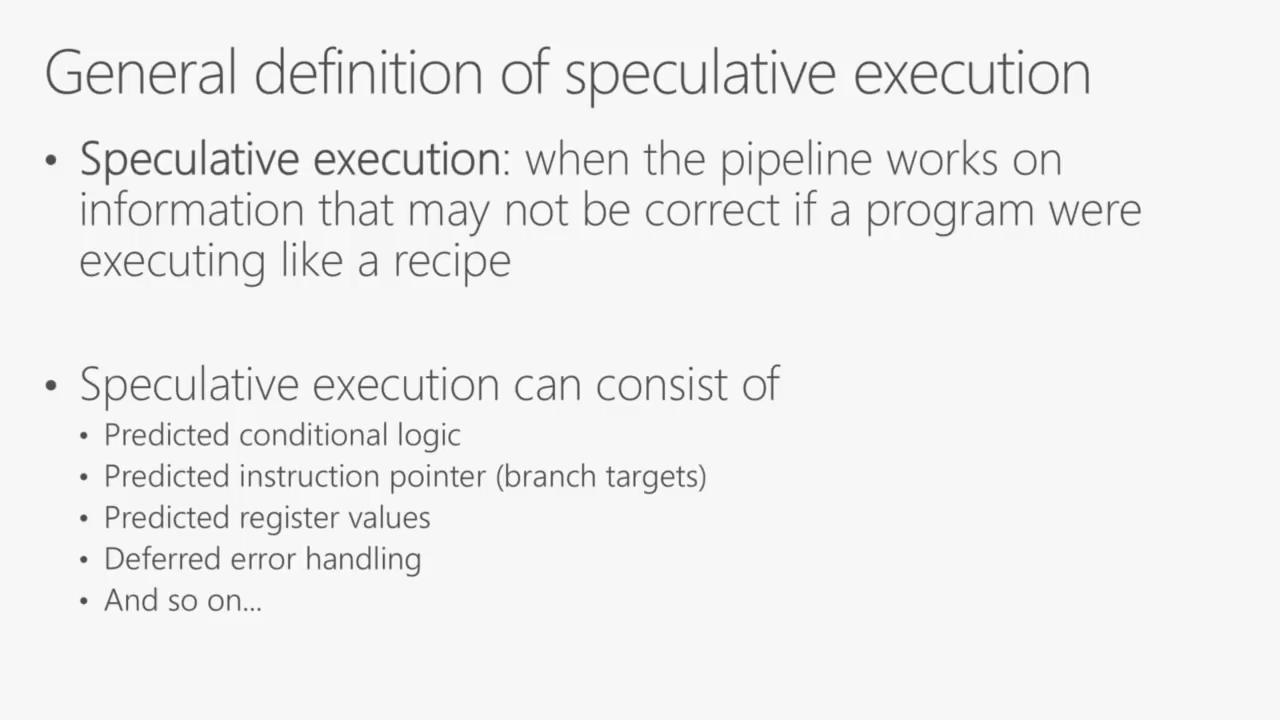 General definition of speculative execution
• Speculative execution: when the pipeline works on
information that may not be correct if a program were
executing like a recipe
• Speculative execution can consist of
• Predicted conditional logic
• Predicted instruction pointer (branch targets)
• Predicted register values
• Deferred error handling
• And so on...